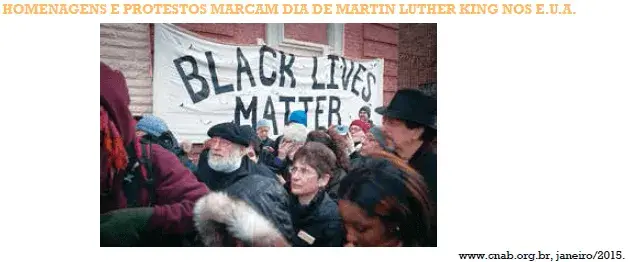 HOMENAGENS E PROTESTOS MARCAM DIA DE MARTIN LUTHER KING NOS E.U.A.
BLACK LIVES
MATTER
www.cnab.org.br, janeiro/2015.